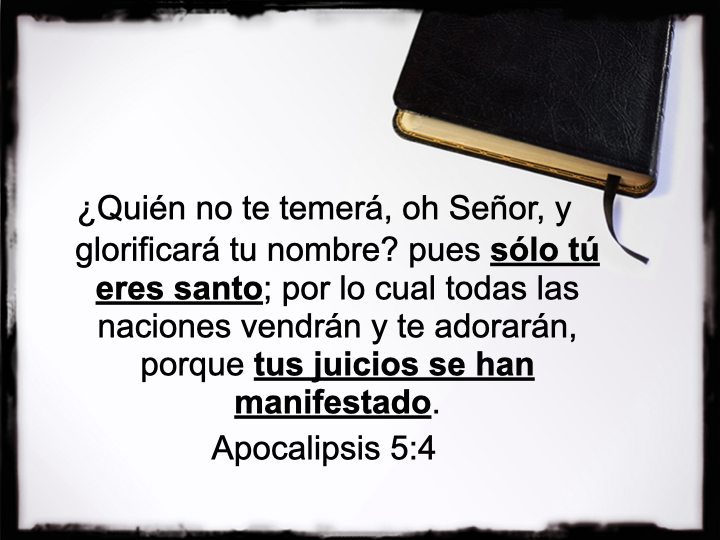 ¿Quién no te temerá, oh Señor, y
glorificará tu nombre? pues sólo tú
eres santo; por lo cual todas las
naciones vendrán y te adorarán,
porque tus juicios se han
manifestado.
Apocalipsis 5:4